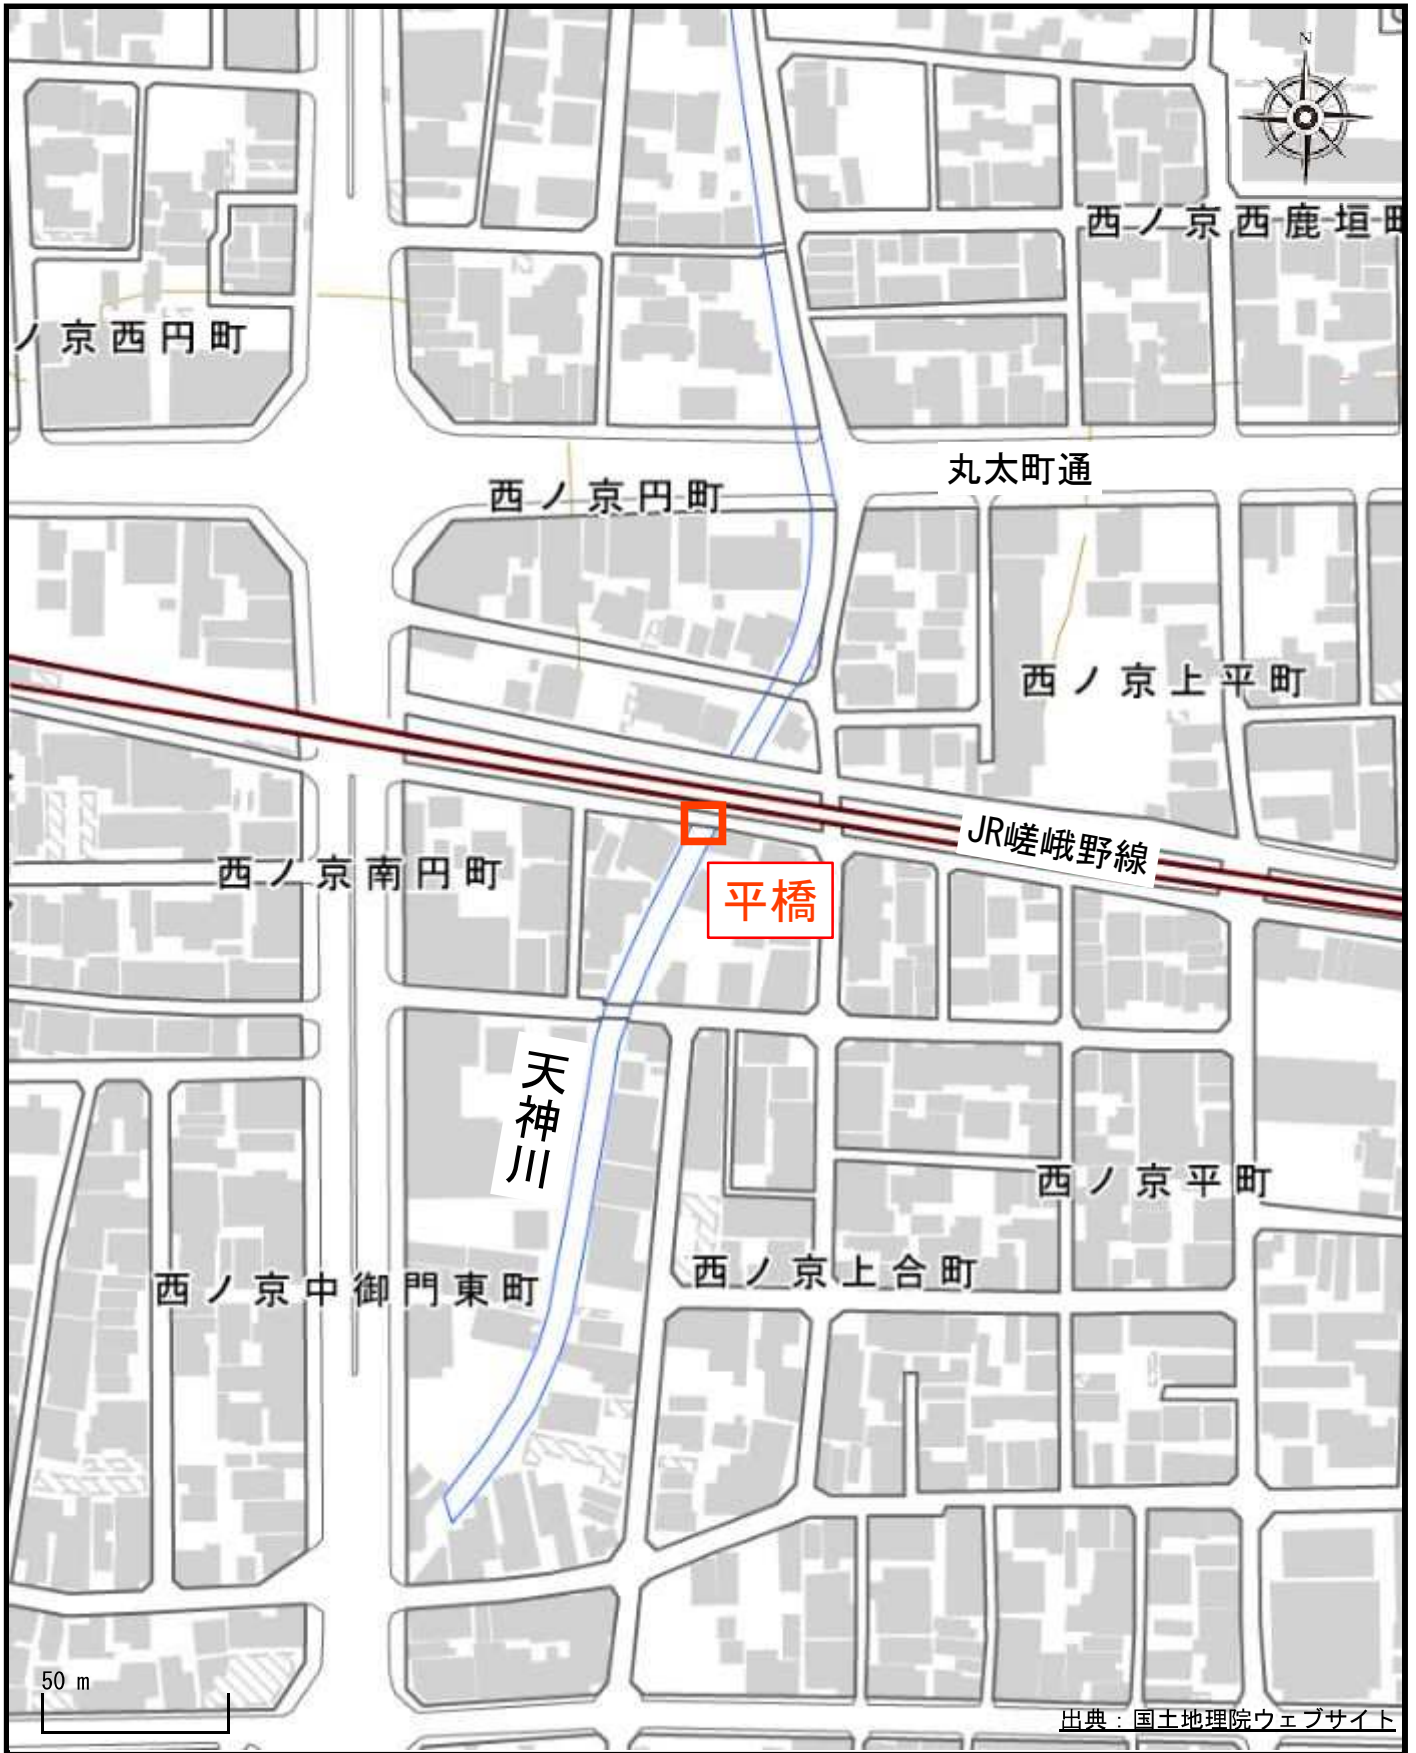 N
西ノ京西鹿垣町
ノ京西円町
丸太町通
西ノ京円町
西ノ京上平町
JR嵯峨野線
西ノ京南円町
平橋
天神川
西ノ京平町
西ノ京上合町
西ノ京中御門東町
50 m
出典：国土地理院ウェブサイト